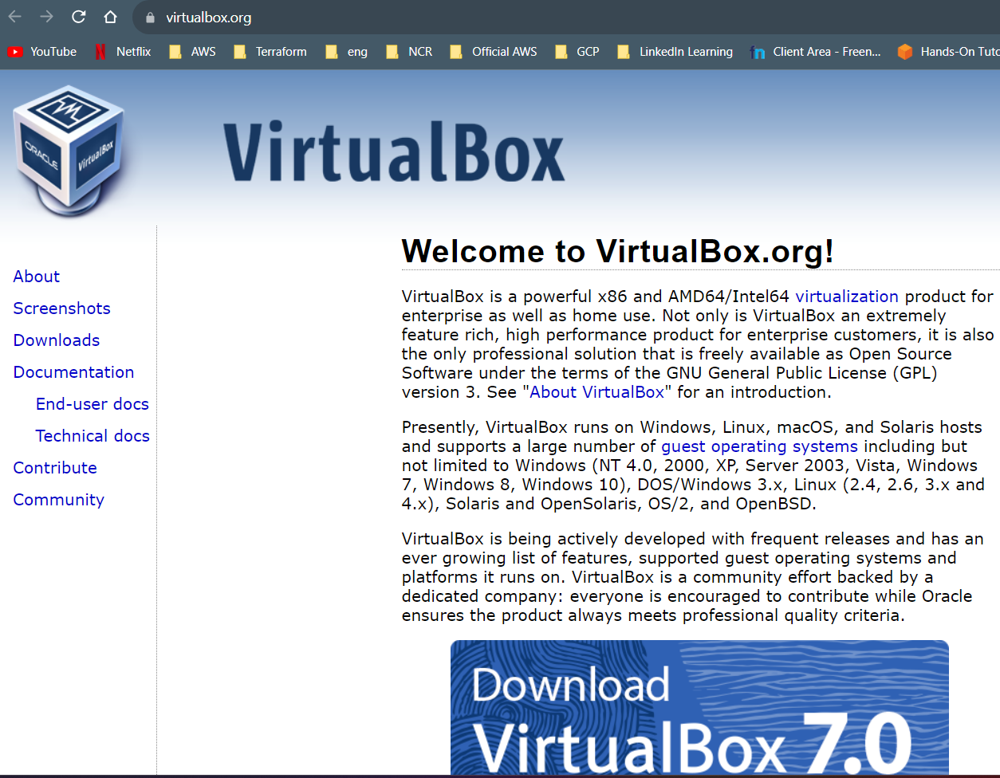 virtualbox.org
YouTube Netflix AWS Terraform eng NCR Official AWS GCP LinkedIn Learning Client Area - Freen... Hands-On Tuto
ORACLE VirtualBox
VirtualBox
About
Screenshots
Downloads
Documentation
End-user docs
Technical docs
Contribute
Community
Welcome to VirtualBox.org!
VirtualBox is a powerful x86 and AMD64/Intel64 virtualization product for
enterprise as well as home use. Not only is VirtualBox an extremely
feature rich, high performance product for enterprise customers, it is also
the only professional solution that is freely available as Open Source
Software under the terms of the GNU General Public License (GPL)
version 3. See "About VirtualBox" for an introduction.
Presently, VirtualBox runs on Windows, Linux, macOS, and Solaris hosts
and supports a large number of guest operating systems including but
not limited to Windows (NT 4.0, 2000, XP, Server 2003, Vista, Windows
7, Windows 8, Windows 10), DOS/Windows 3.x, Linux (2.4, 2.6, 3.x and
4.x), Solaris and OpenSolaris, OS/2, and OpenBSD.
VirtualBox is being actively developed with frequent releases and has an
ever growing list of features, supported guest operating systems and
platforms it runs on. VirtualBox is a community effort backed by a
dedicated company: everyone is encouraged to contribute while Oracle
ensures the product always meets professional quality criteria.
Download
VirtualBox 7.0